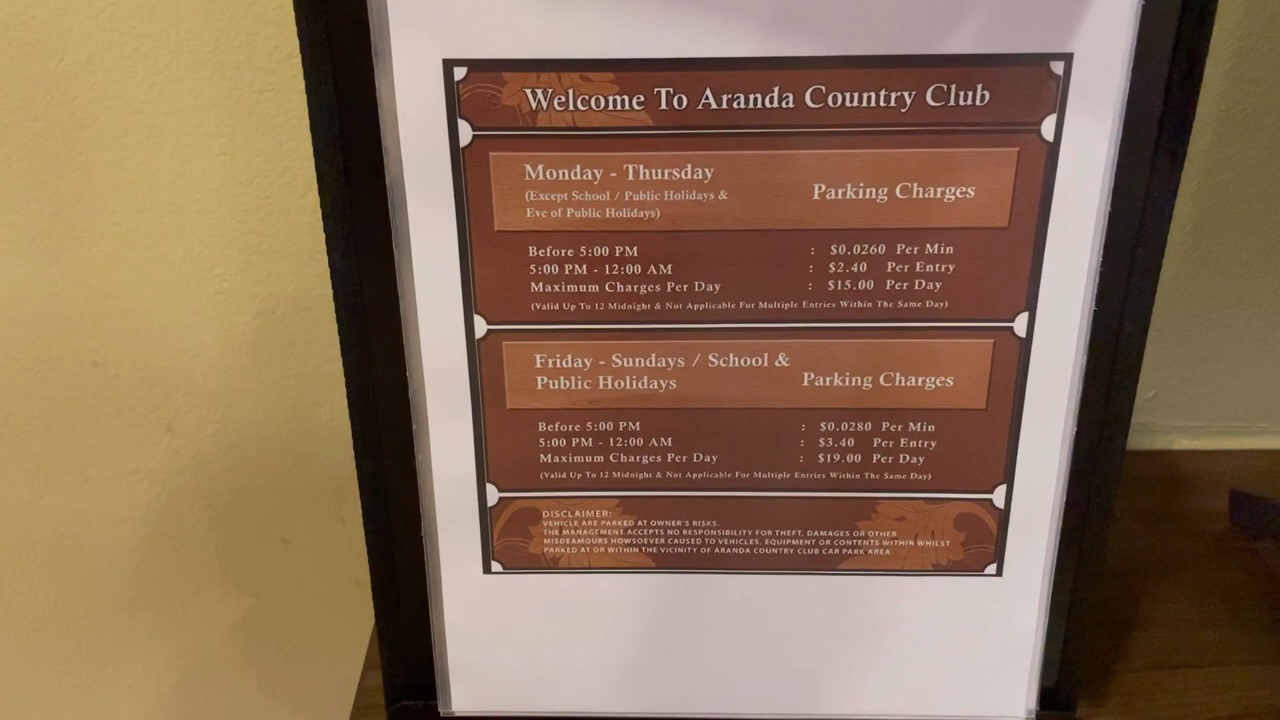 Welcome To Aranda Country Club
Monday - Thursday
(Except School / Public Holidays &
Eve of Public Holidays)
Parking Charges
Before 5:00 PM : $0.0260 Per Min
5:00 PM - 12:00 AM : $2.40 Per Entry
Maximum Charges Per Day : $15.00 Per Day
(Valid Up To 12 Midnight & Not Applicable For Multiple Entries Within The Same Day)
Friday - Sundays / School &
Public Holidays
Parking Charges
Before 5:00 PM : $0.0280 Per Min
5:00 PM - 12:00 AM : $3.40 Per Entry
Maximum Charges Per Day : $19.00 Per Day
(Valid Up To 12 Midnight & Not Applicable For Multiple Entries Within The Same Day)
DISCLAIMER:
VEHICLE ARE PARKED AT OWNER'S RISKS.
THE MANAGEMENT ACCEPTS NO RESPONSIBILITY FOR THEFT, DAMAGES OR OTHER
MISDEAMOURS HOWSOEVER CAUSED TO VEHICLES, EQUIPMENT OR CONTENTS WITHIN WHILST
PARKED AT OR WITHIN THE VICINITY OF ARANDA COUNTRY CLUB CAR PARK AREA.